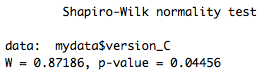 Shapiro-Wilk normality test
data:  mydata$version_C
W = 0.87186, p-value = 0.04456